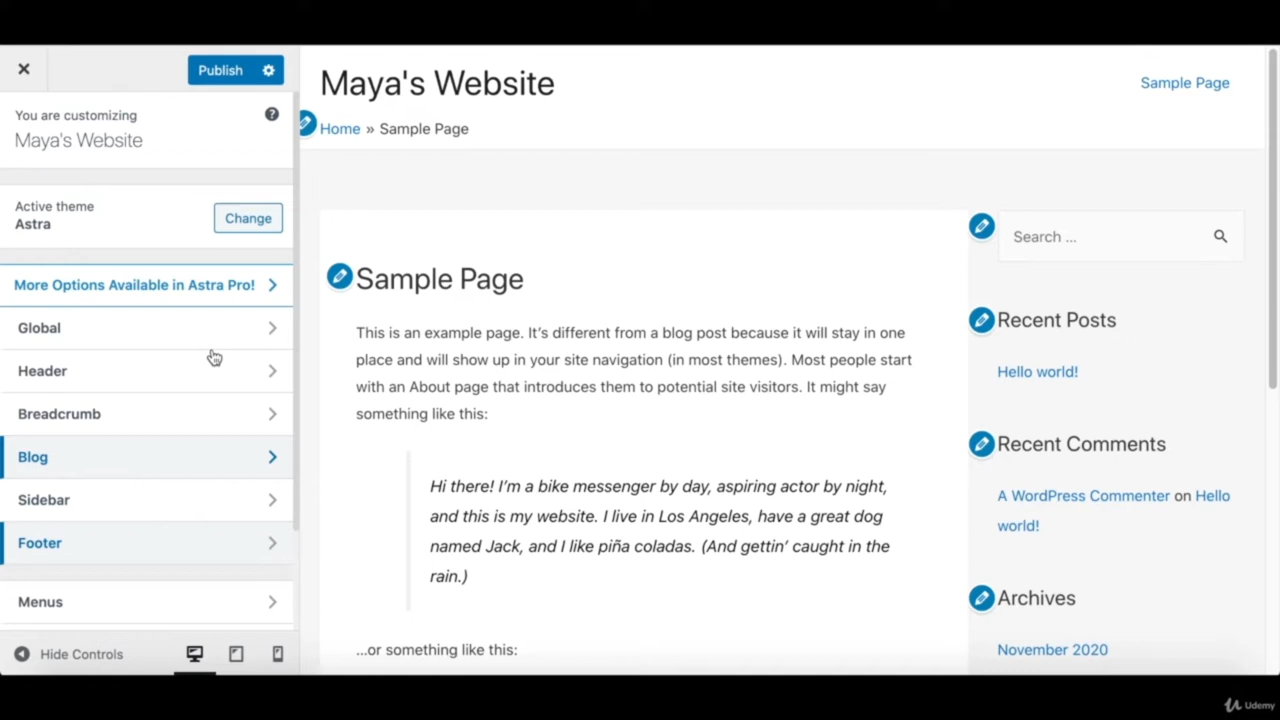 Publish
You are customizing
Maya's Website
Active theme
Astra
Change
More Options Available in Astra Pro!
Global
Header
Breadcrumb
Blog
Sidebar
Footer
Menus
Hide Controls
Maya's Website
Sample Page
Home » Sample Page
Sample Page
This is an example page. It’s different from a blog post because it will stay in one
place and will show up in your site navigation (in most themes). Most people start
with an About page that introduces them to potential site visitors. It might say
something like this:
Hi there! I’m a bike messenger by day, aspiring actor by night,
and this is my website. I live in Los Angeles, have a great dog
named Jack, and I like piña coladas. (And gettin’ caught in the
rain.)
...or something like this:
Search ...
Recent Posts
Hello world!
Recent Comments
A WordPress Commenter on Hello
world!
Archives
November 2020
Udemy